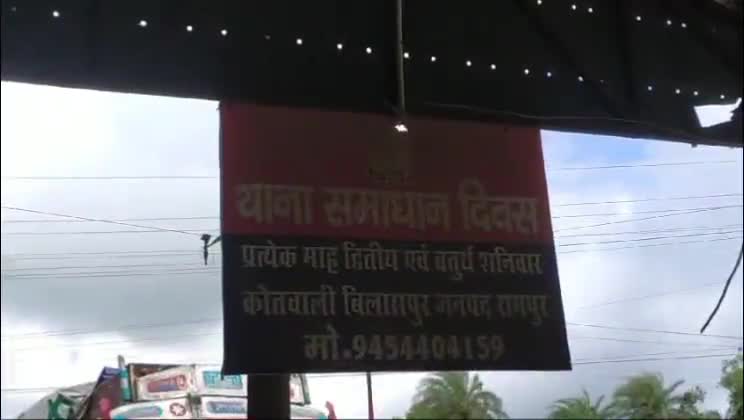 थाना समाधान दिवस
प्रत्येक माह द्वितीय एवं चतुर्थ शनिवार
कोतवाली बिलासपुर जनपद रामपुर
मो.9454404159